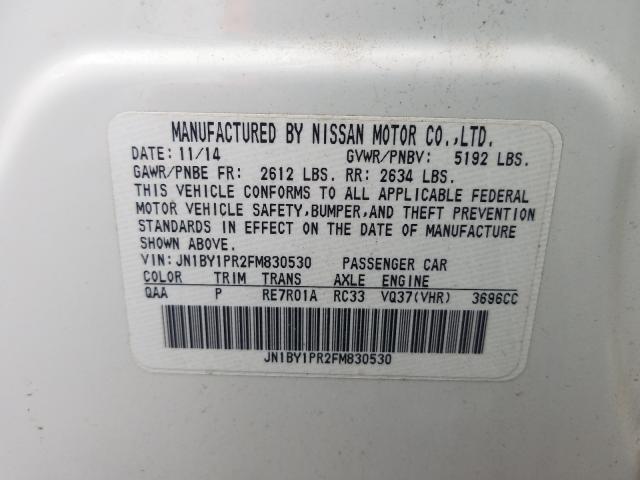 MANUFACTURED BY NISSAN MOTOR CO.,LTD.
DATE: 11/14 GVWR/PNBV: 5192 LBS.
GAWR/PNBE FR: 2612 LBS. RR: 2634 LBS.
THIS VEHICLE CONFORMS TO ALL APPLICABLE FEDERAL
MOTOR VEHICLE SAFETY,BUMPER,AND THEFT PREVENTION
STANDARDS IN EFFECT ON THE DATE OF MANUFACTURE
SHOWN ABOVE.
VIN: JN1BY1PR2FM830530 PASSENGER CAR
COLOR TRIM TRANS AXLE ENGINE
QAA P RE7R01A RC33 VQ37(VHR) 3696CC
JN1BY1PR2FM830530